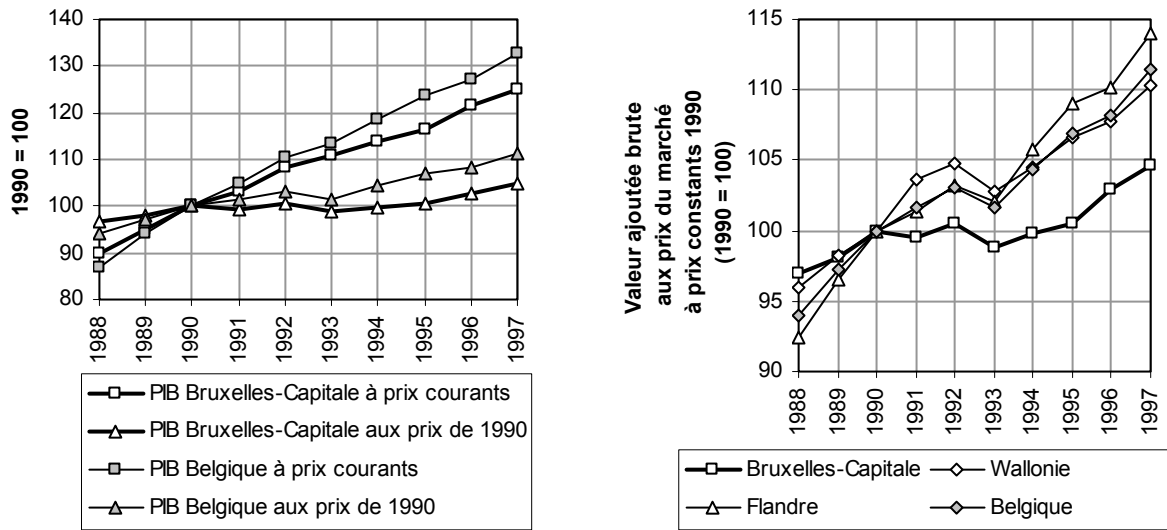 1990 = 100
140
130
120
110
100
90
80
1988 1989 1990 1991 1992 1993 1994 1995 1996 1997
PIB Bruxelles-Capitale à prix courants
PIB Bruxelles-Capitale aux prix de 1990
PIB Belgique à prix courants
PIB Belgique aux prix de 1990
Valeur ajoutée brute
aux prix du marché
à prix constants 1990
(1990 = 100)
115
110
105
100
95
90
1988 1989 1990 1991 1992 1993 1994 1995 1996 1997
Bruxelles-Capitale Wallonie
Flandre Belgique